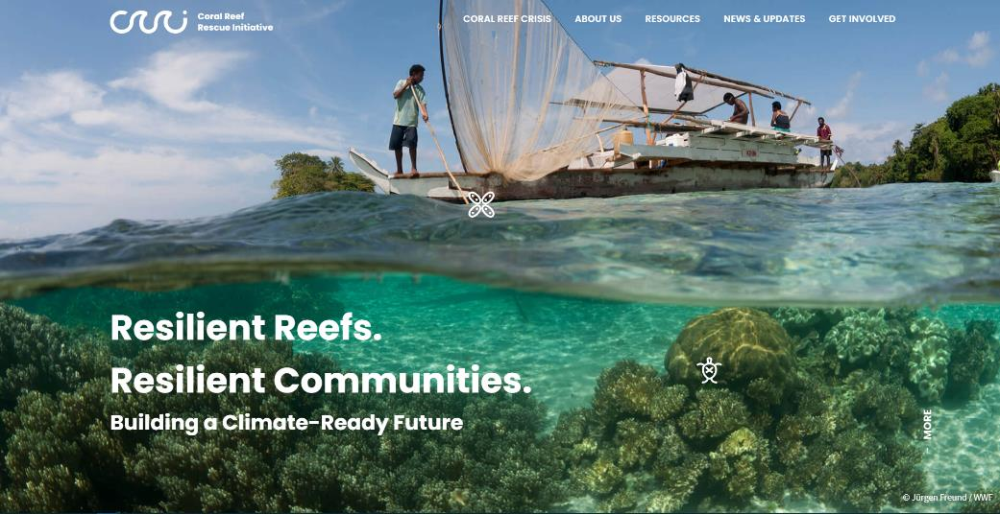 Coral Reef
Rescue Initiative
CORAL REEF CRISIS ABOUT US RESOURCES NEWS & UPDATES GET INVOLVED
Resilient Reefs.
Resilient Communities.
Building a Climate-Ready Future
MORE
© Jürgen Freund / WWF